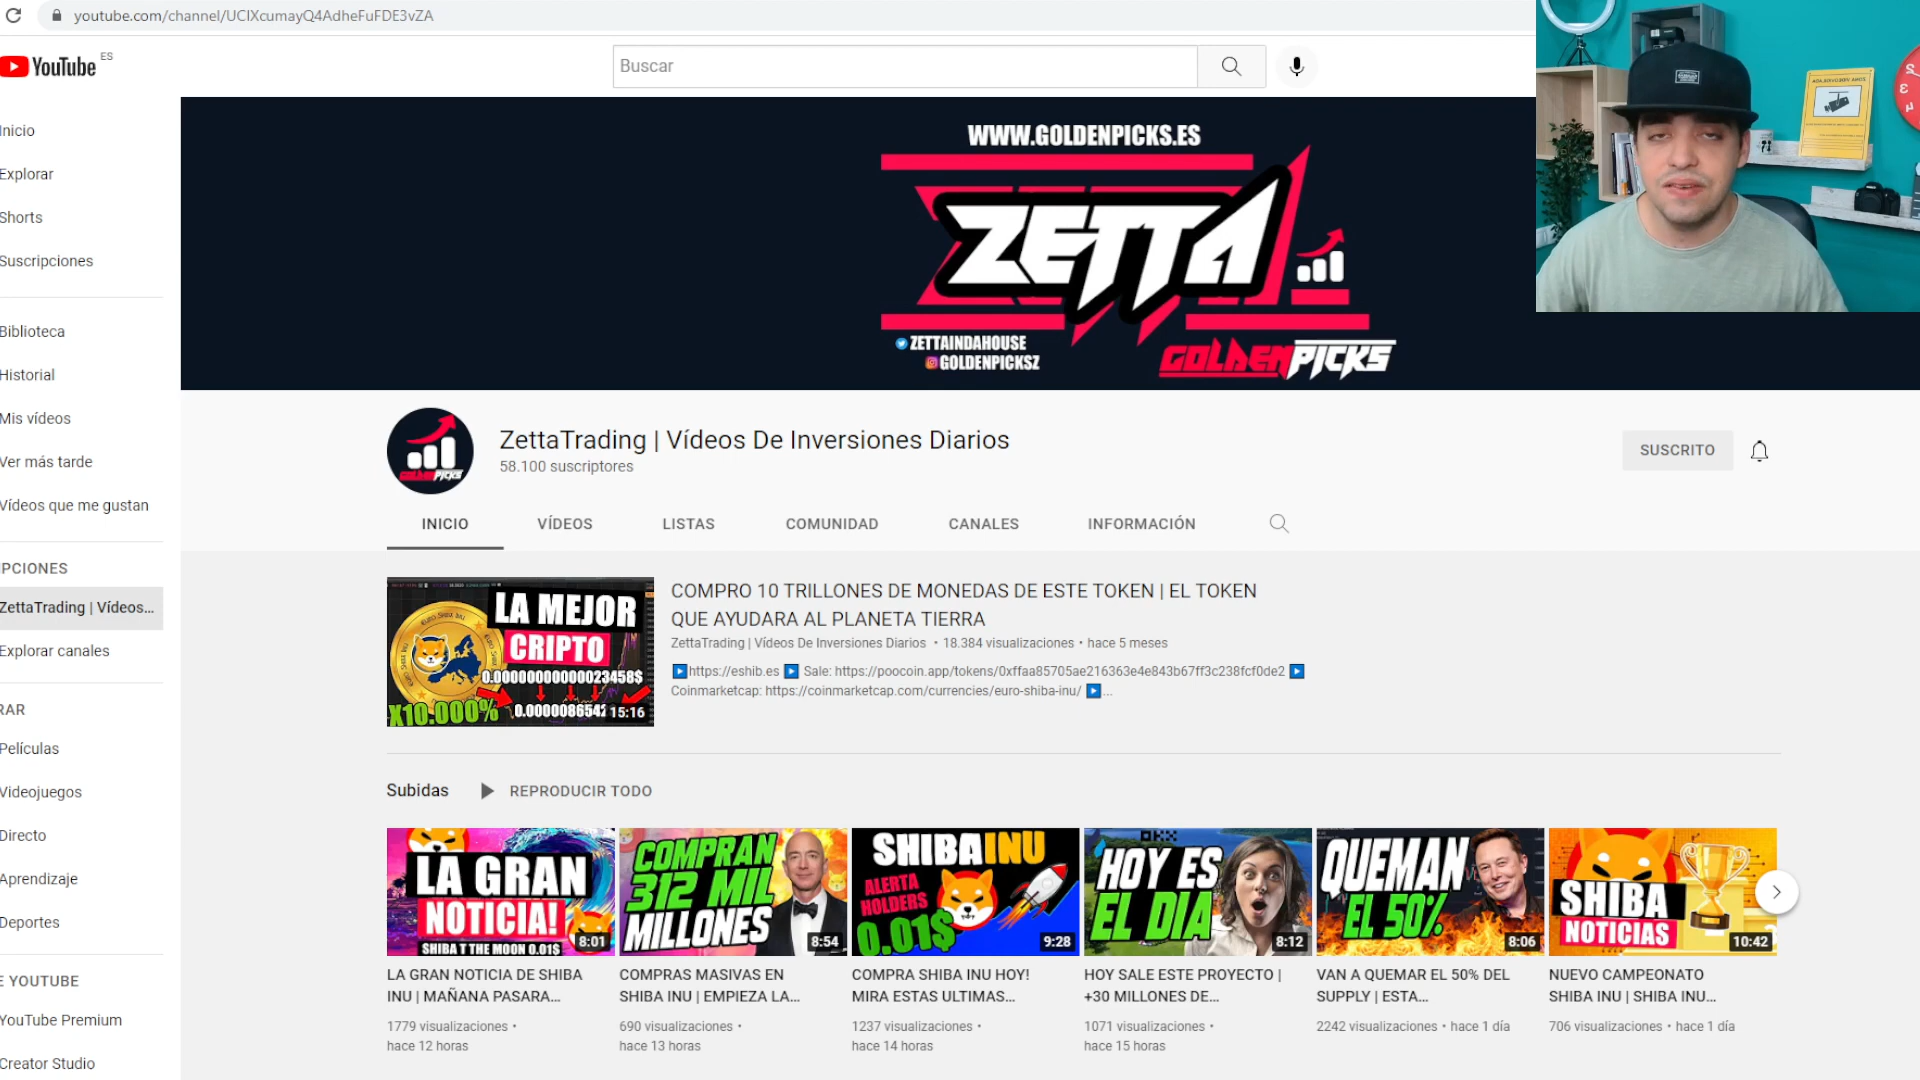 youtube.com/channel/UCIXcumayQ4AdheFuFDE3vZA
YouTube ES
Buscar
Inicio
Explorar
Shorts
Suscripciones
Biblioteca
Historial
Mis vídeos
Ver más tarde
Vídeos que me gustan
IPCIONES
ZettaTrading | Vídeos...
Explorar canales
RAR
Películas
Videojuegos
Directo
Aprendizaje
Deportes
E YOUTUBE
YouTube Premium
Creator Studio
WWW.GOLDENPICKS.ES
ZETTA
ZETTAINDAHOUSE
GOLDENPICKSZ
GOLDENPICKS
GOLDENPICKS
ZettaTrading | Vídeos De Inversiones Diarios
58.100 suscriptores
SUSCRITO
INICIO
VÍDEOS
LISTAS
COMUNIDAD
CANALES
INFORMACIÓN
LA MEJOR
CRIPTO
0.000000000000023458$
X10.000%
0.0000086542
15:16
COMPRO 10 TRILLONES DE MONEDAS DE ESTE TOKEN | EL TOKEN
QUE AYUDARA AL PLANETA TIERRA
ZettaTrading | Vídeos De Inversiones Diarios • 18.384 visualizaciones • hace 5 meses
https://eshib.es Sale: https://poocoin.app/tokens/0xffaa85705ae216363e4e843b67ff3c238fcf0de2
Coinmarketcap: https://coinmarketcap.com/currencies/euro-shiba-inu/ ...
Subidas
REPRODUCIR TODO
LA GRAN
NOTICIA!
SHIBA T THE MOON 0.01$
8:01
LA GRAN NOTICIA DE SHIBA
INU | MAÑANA PASARA...
1779 visualizaciones •
hace 12 horas
COMPRAN
312 MIL
MILLONES
8:54
COMPRAS MASIVAS EN
SHIBA INU | EMPIEZA LA...
690 visualizaciones •
hace 13 horas
SHIBAINU
ALERTA
HOLDERS
0.01$
9:28
COMPRA SHIBA INU HOY!
MIRA ESTAS ULTIMAS...
1237 visualizaciones •
hace 14 horas
OKX
HOY ES
EL DIA
8:12
HOY SALE ESTE PROYECTO |
+30 MILLONES DE...
1071 visualizaciones •
hace 15 horas
QUEMAN
EL 50%
8:06
VAN A QUEMAR EL 50% DEL
SUPPLY | ESTA...
2242 visualizaciones • hace 1 día
SHIBA
NOTICIAS
10:42
NUEVO CAMPEONATO
SHIBA INU | SHIBA INU...
706 visualizaciones • hace 1 día